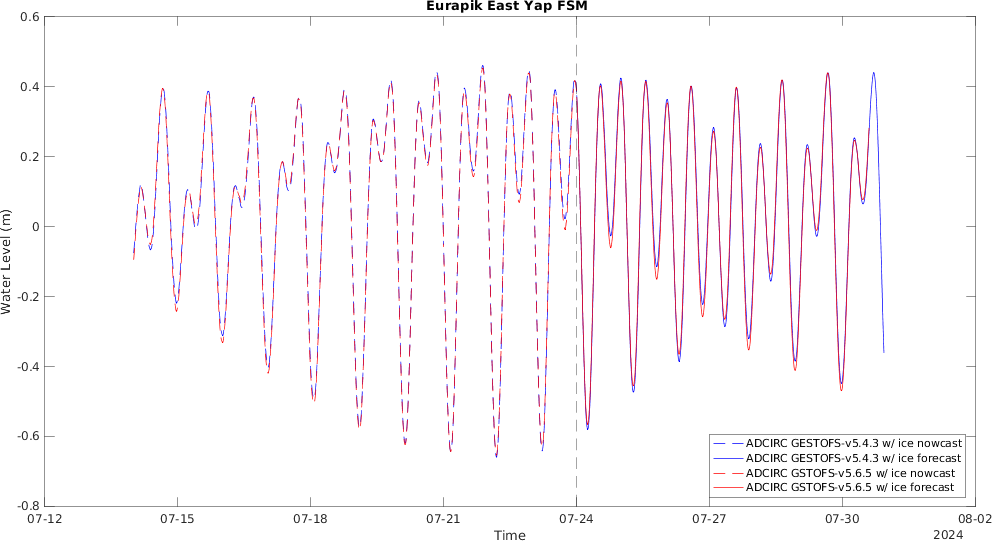 Eurapik East Yap FSM
0.6
0.4
0.2
0
-0.2
-0.4
-0.6
-0.8
Water Level (m)
ADCIRC GESTOFS-v5.4.3 w/ ice nowcast
ADCIRC GESTOFS-v5.4.3 w/ ice forecast
ADCIRC GSTOFS-v5.6.5 w/ ice nowcast
ADCIRC GSTOFS-v5.6.5 w/ ice forecast
07-12 07-15 07-18 07-21 07-24 07-27 07-30 08-02
Time
2024